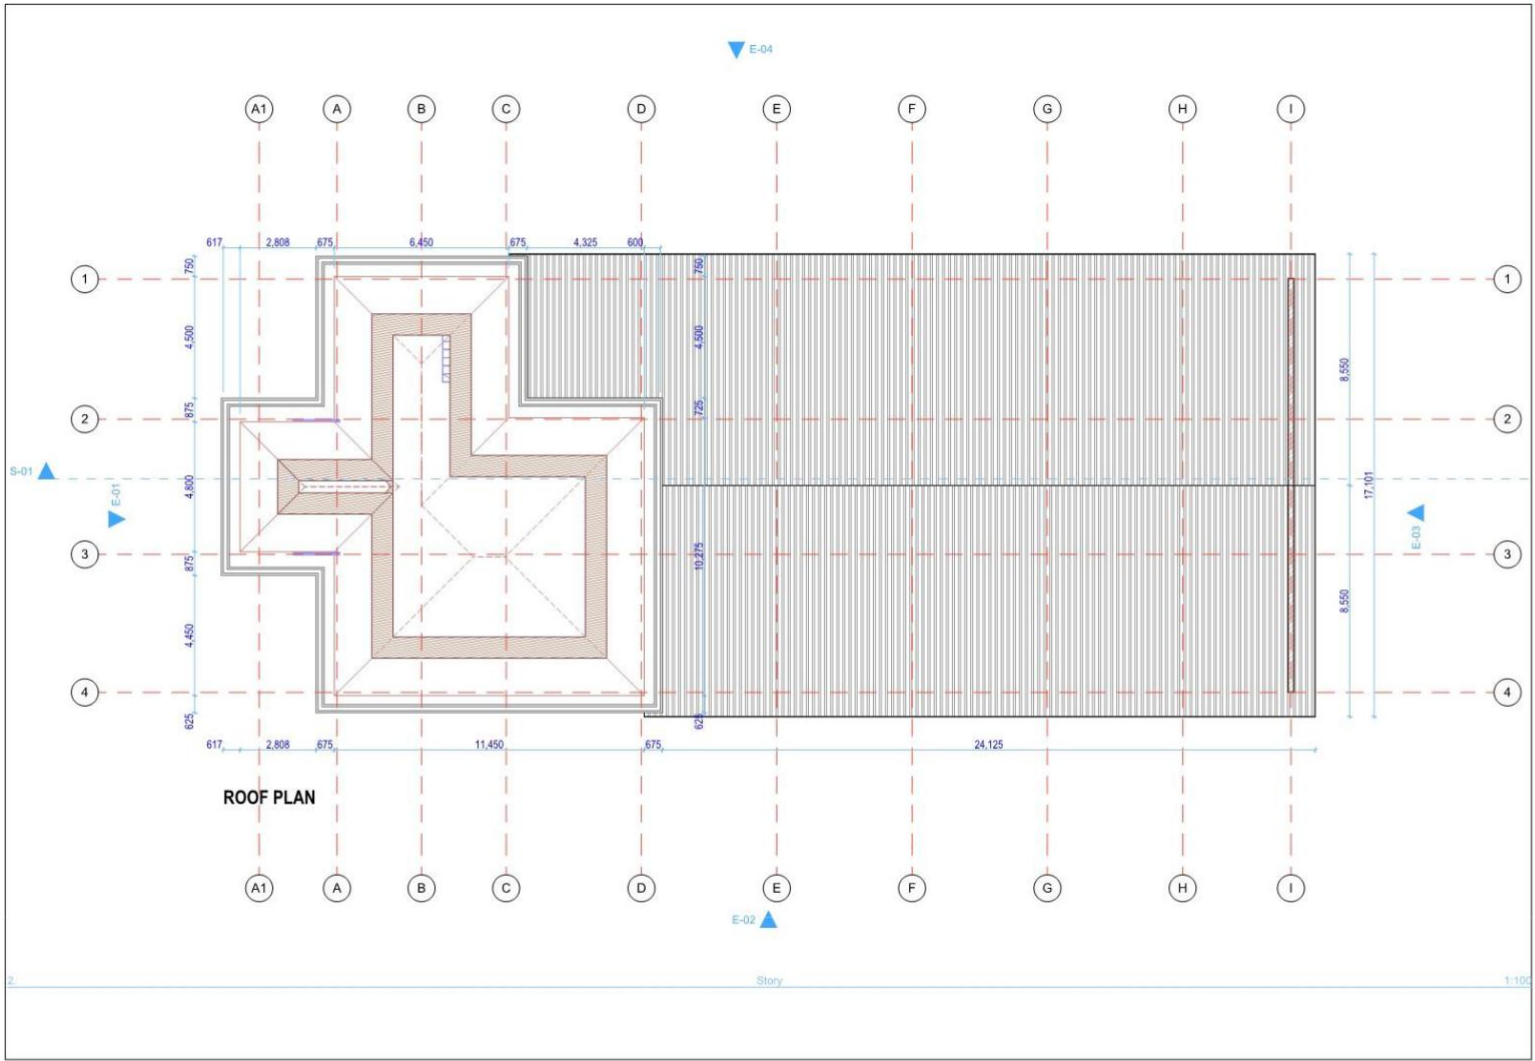 E-04
A1 A B C D E F G H I
617 2,808 675 6,450 675 4,325 600
750 750
1 1
4,500 4,500 8,550
875 725
2 2
S-01
E-01
4,800 17,101
E-03
3 3
875 10,275
8,550
4,450
4 4
625 625
617 2,808 675 11,450 675 24,125
ROOF PLAN
A1 A B C D E F G H I
E-02
2. Story 1:100